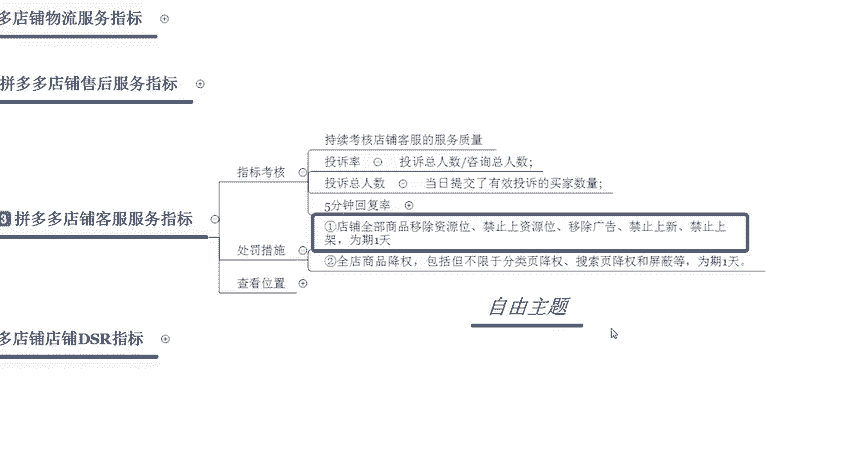 多店铺物流服务指标
拼多多店铺售后服务指标
持续考核店铺客服的服务质量
指标考核
投诉率
投诉总人数/咨询总人数;
投诉总人数
当日提交了有效投诉的买家数量;
5分钟回复率
3 拼多多店铺客服服务指标
①店铺全部商品移除资源位、禁止上资源位、移除广告、禁止上新、禁止上
架，为期1天
处罚措施
②全店商品降权，包括但不限于分类页降权、搜索页降权和屏蔽等，为期1天。
查看位置
自由主题
多店铺店铺DSR指标